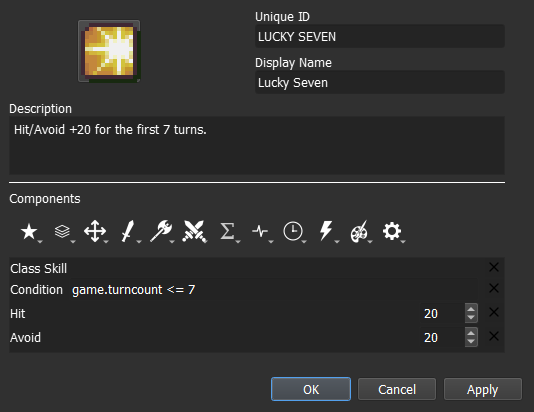 Unique ID
LUCKY SEVEN
Display Name
Lucky Seven
Description
Hit/Avoid +20 for the first 7 turns.
Components
Class Skill
Condition game.turncount <= 7
Hit 20
Avoid 20
OK Cancel Apply